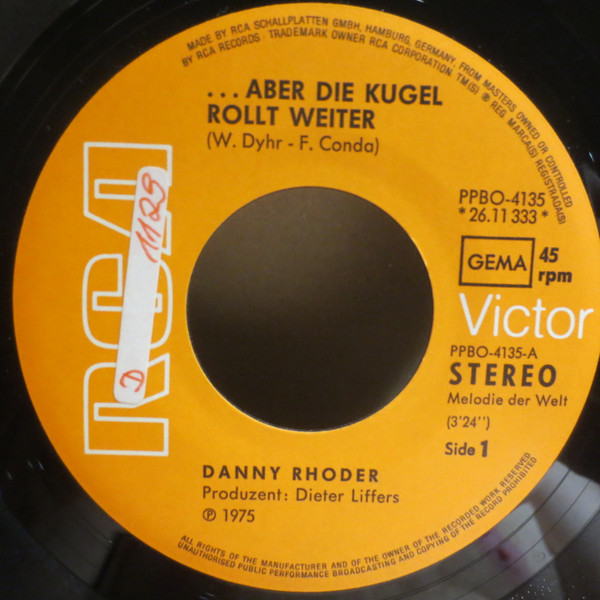 MADE BY RCA SCHALLPLATTEN GMBH, HAMBURG, GERMANY, FROM MASTERS OWNED OR CONTROLLED
BY RCA RECORDS · TRADEMARK OWNER RCA CORPORATION. TM(S) ® REG MARCA(S) REGISTRADA(S)
...ABER DIE KUGEL
ROLLT WEITER
(W. Dyhr - F. Conda)
RCA
1129
D
PPBO-4135
*26.11333*
GEMA
45
rpm
Victor
PPBO-4135-A
STEREO
Melodie der Welt
(3'24'')
Side 1
DANNY RHODER
Produzent: Dieter Liffers
℗ 1975
ALL RIGHTS OF THE MANUFACTURER AND OF THE OWNER OF THE RECORDED WORK RESERVED
UNAUTHORISED PUBLIC PERFORMANCE BROADCASTING AND COPYING OF THE RECORD PROHIBITED